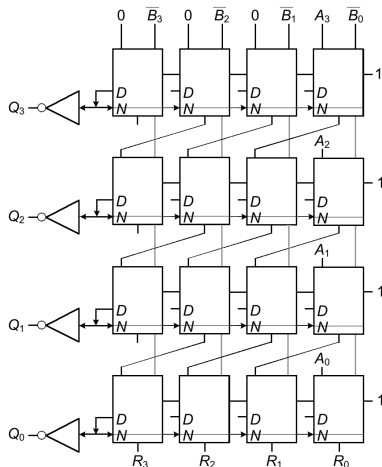 0 B̅₃ 0 B̅₂ 0 B̅₁ A₃ B̅₀
1
D D D D
Q₃ N N N N
A₂
1
D D D D
Q₂ N N N N
A₁
1
D D D D
Q₁ N N N N
A₀
1
D D D D
Q₀ N N N N
R₃ R₂ R₁ R₀